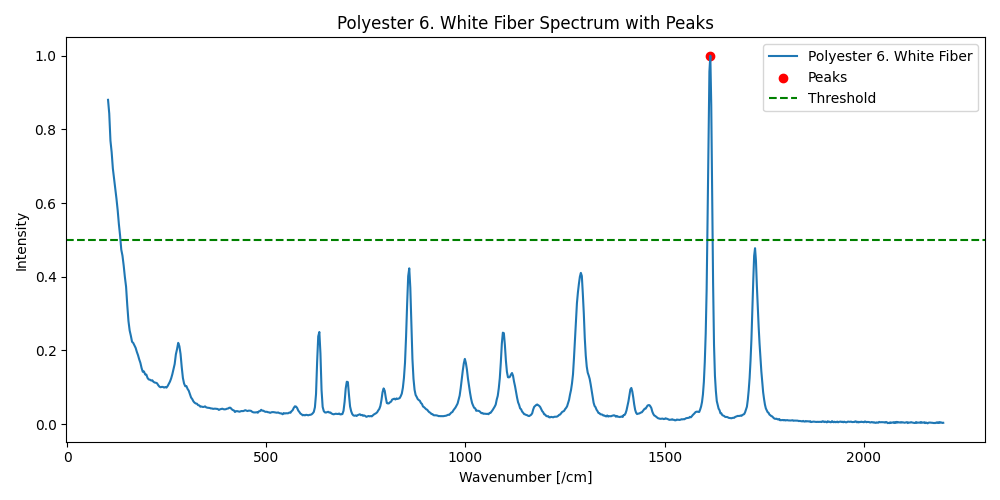 Polyester 6. White Fiber Spectrum with Peaks
Polyester 6. White Fiber
Peaks
Threshold
1.0
0.8
0.6
0.4
0.2
0.0
Intensity
0
500
1000
1500
2000
Wavenumber [/cm]